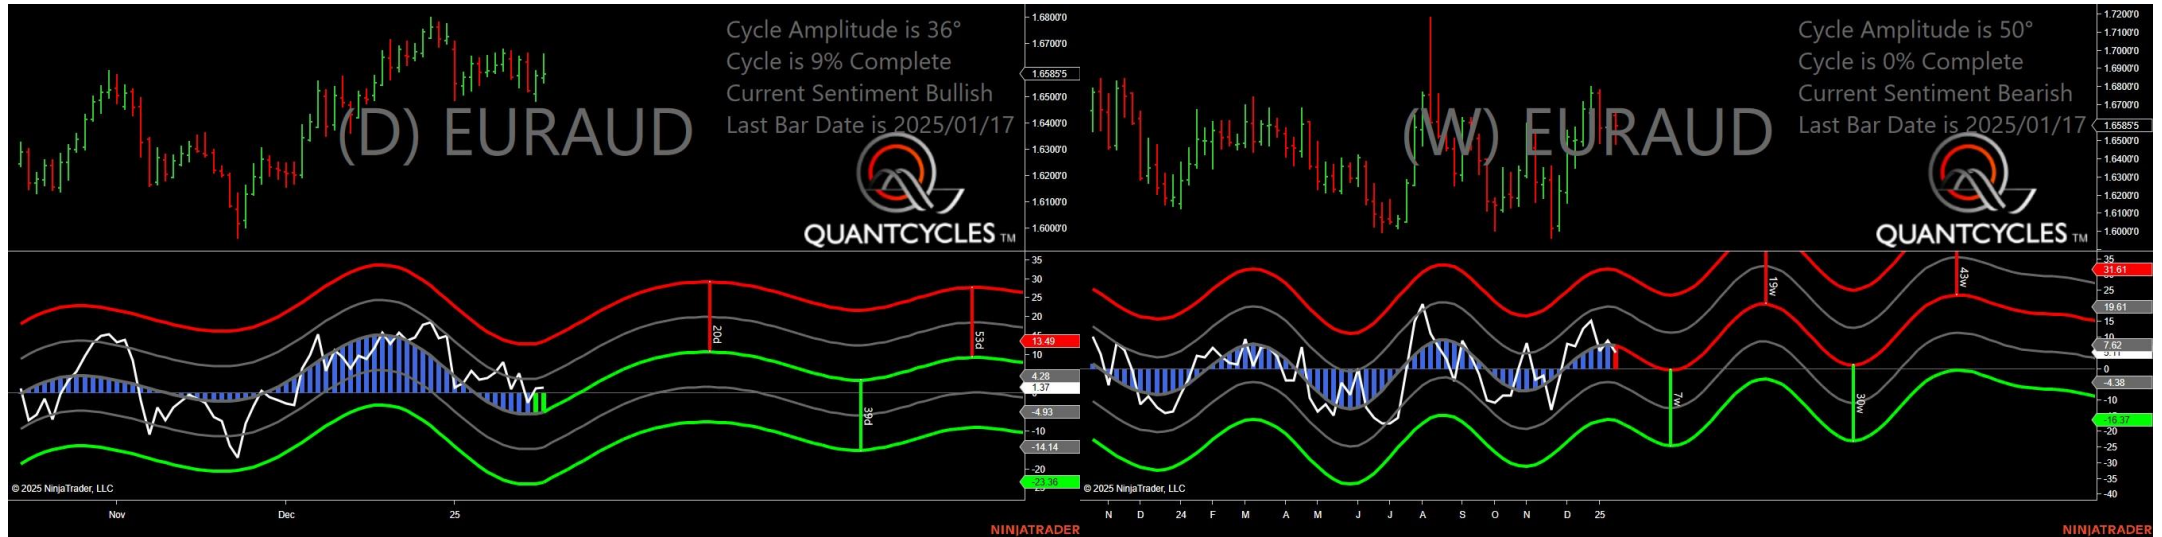 Cycle Amplitude is 36°
Cycle is 9% Complete
Current Sentiment Bullish
Last Bar Date is 2025/01/17
(D) EURAUD
QUANTCYCLES TM
1.6800'0
1.6700'0
1.6585'5
1.6500'0
1.6400'0
1.6300'0
1.6200'0
1.6100'0
1.6000'0
35
30
25
20
13.49
10
4.28
1.37
-4.93
-10
-14.14
-20
-23.36
20d
39d
53d
© 2025 NinjaTrader, LLC
Nov Dec 25
NINJATRADER
Cycle Amplitude is 50°
Cycle is 0% Complete
Current Sentiment Bearish
Last Bar Date is 2025/01/17
(W) EURAUD
QUANTCYCLES TM
1.7200'0
1.7100'0
1.7000'0
1.6900'0
1.6800'0
1.6700'0
1.6585'5
1.6500'0
1.6400'0
1.6300'0
1.6200'0
1.6100'0
1.6000'0
35
31.61
25
19.61
15
7.62
5.11
0
-4.38
-10
-16.37
-20
-25
-30
-35
-40
7w
19w
30w
43w
© 2025 NinjaTrader, LLC
N D 24 F M A M J J A S O N D 25
NINJATRADER